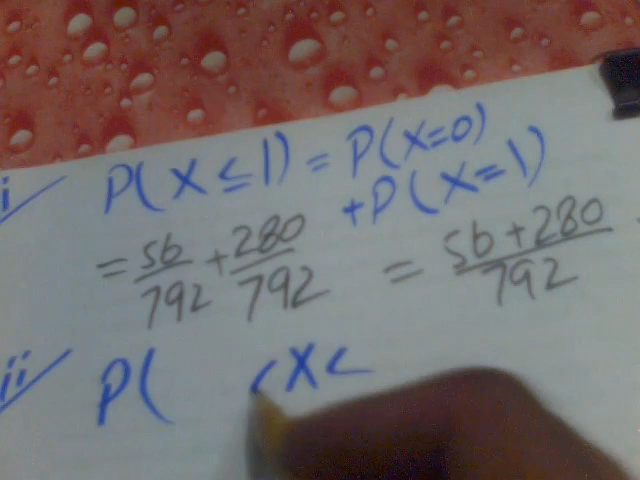 i/ P(X≤1) = P(X=0)
+P(X=1)
= 56/792 + 280/792 = 56+280/792
ii/ P( <X<